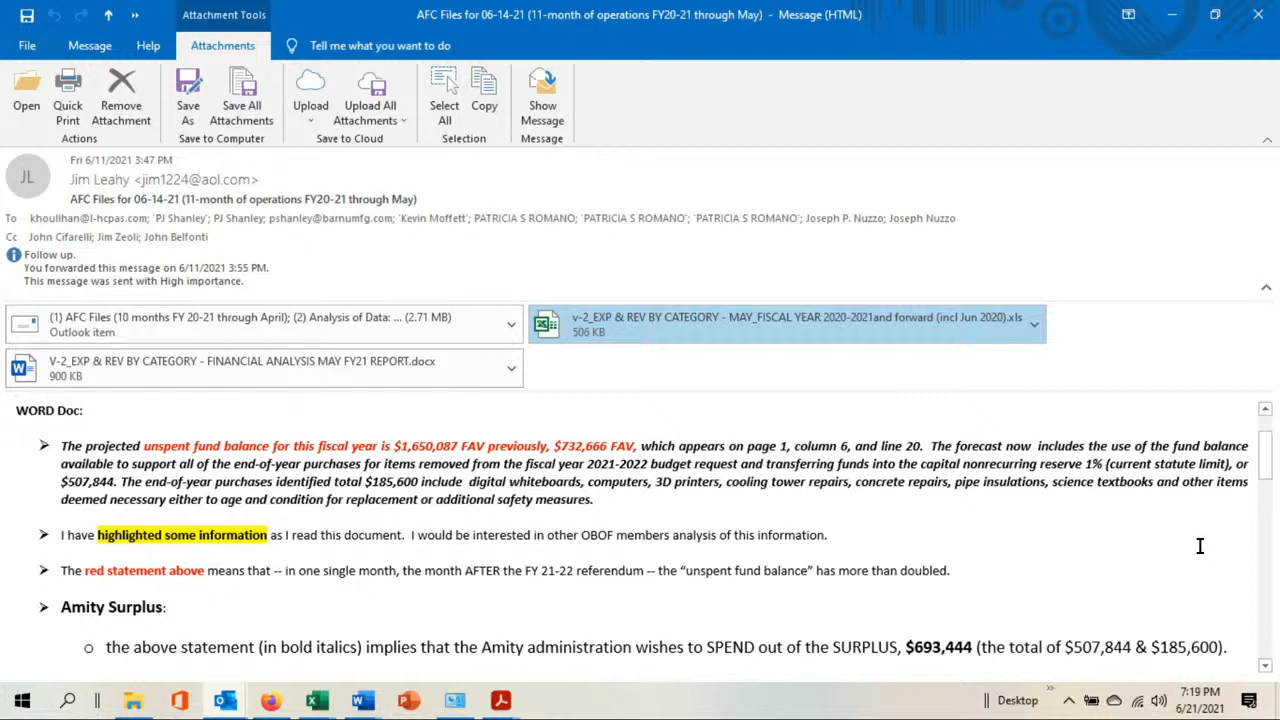 Attachment Tools
AFC Files for 06-14-21 (11-month of operations FY20-21 through May) - Message (HTML)
File Message Help Attachments Tell me what you want to do
Open Quick Print Remove Attachment Save As Save All Attachments Upload Upload All Attachments Select All Copy Show Message
Actions Save to Computer Save to Cloud Selection Message
Fri 6/11/2021 3:47 PM
JL
Jim Leahy <jim1224@aol.com>
AFC Files for 06-14-21 (11-month of operations FY20-21 through May)
To khoulihan@l-hcpas.com; 'PJ Shanley'; PJ Shanley; pshanley@barnumfg.com; 'Kevin Moffett'; PATRICIA S ROMANO; 'PATRICIA S ROMANO'; 'PATRICIA S ROMANO'; Joseph P. Nuzzo; Joseph Nuzzo
Cc John Cifarelli; Jim Zeoli; John Belfonti
Follow up.
You forwarded this message on 6/11/2021 3:55 PM.
This message was sent with High importance.
(1) AFC Files (10 months FY 20-21 through April); (2) Analysis of Data: ... (2.71 MB)
Outlook item
v-2_EXP & REV BY CATEGORY - MAY_FISCAL YEAR 2020-2021and forward (incl Jun 2020).xls
506 KB
V-2_EXP & REV BY CATEGORY - FINANCIAL ANALYSIS MAY FY21 REPORT.docx
900 KB
WORD Doc:
➤ The projected unspent fund balance for this fiscal year is $1,650,087 FAV previously, $732,666 FAV, which appears on page 1, column 6, and line 20. The forecast now includes the use of the fund balance
available to support all of the end-of-year purchases for items removed from the fiscal year 2021-2022 budget request and transferring funds into the capital nonrecurring reserve 1% (current statute limit), or
$507,844. The end-of-year purchases identified total $185,600 include digital whiteboards, computers, 3D printers, cooling tower repairs, concrete repairs, pipe insulations, science textbooks and other items
deemed necessary either to age and condition for replacement or additional safety measures.
➤ I have highlighted some information as I read this document. I would be interested in other OBOF members analysis of this information.
➤ The red statement above means that -- in one single month, the month AFTER the FY 21-22 referendum -- the “unspent fund balance” has more than doubled.
➤ Amity Surplus:
o the above statement (in bold italics) implies that the Amity administration wishes to SPEND out of the SURPLUS, $693,444 (the total of $507,844 & $185,600).
Desktop
7:19 PM
6/21/2021